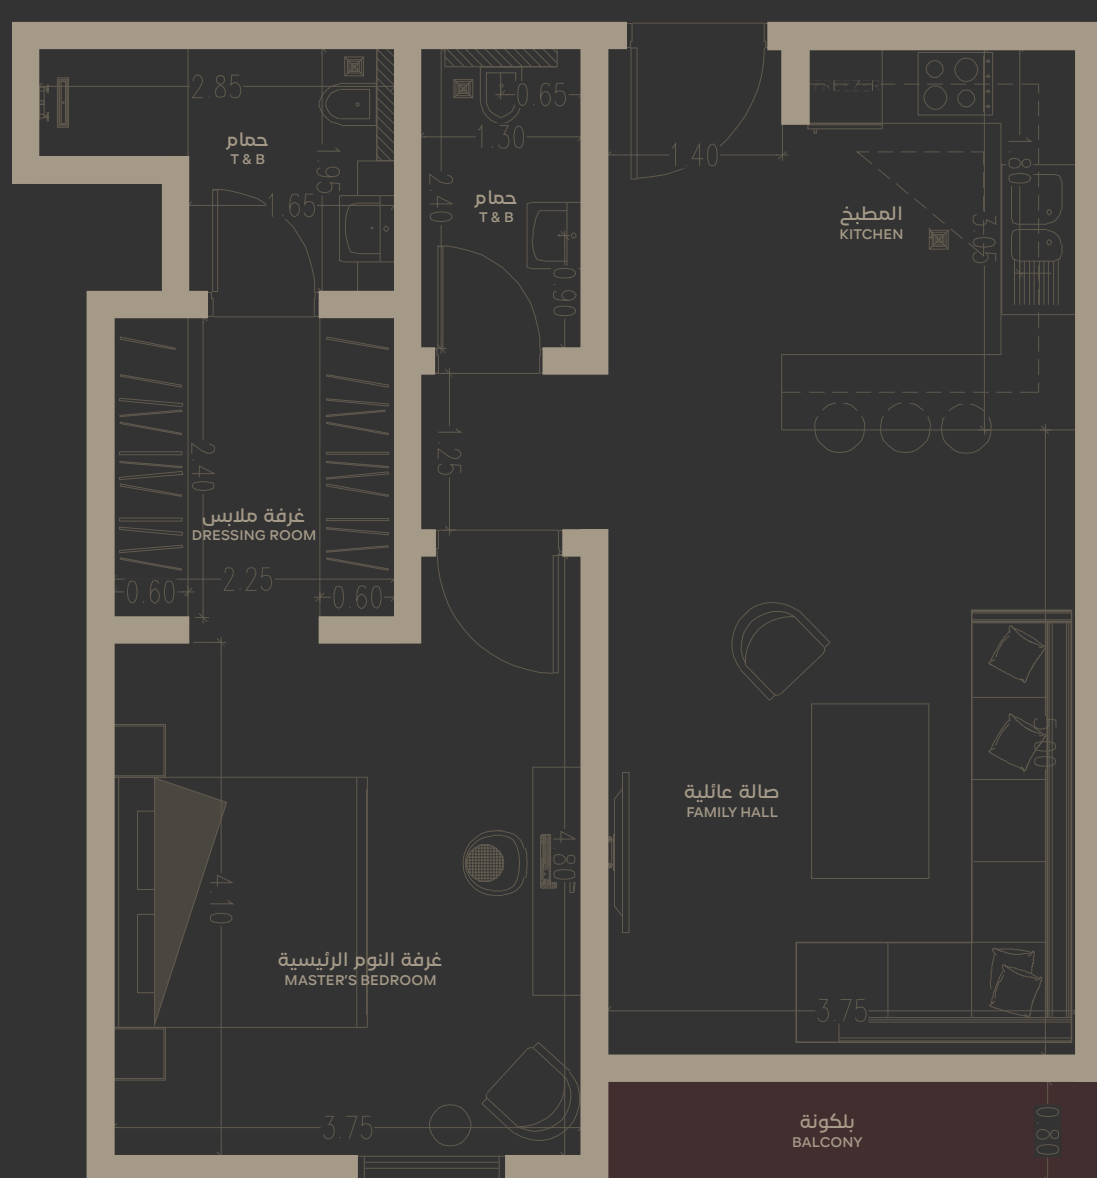 2.85
0.65
حمام
T & B
1.30
1.40
1.95
1.80
2.40
1.65
حمام
T & B
المطبخ
KITCHEN
3.05
0.90
1.25
2.40
غرفة ملابس
DRESSING ROOM
2.25
0.60
0.60
صالة عائلية
FAMILY HALL
4.80
4.10
غرفة النوم الرئيسية
MASTER'S BEDROOM
3.75
3.75
بلكونة
BALCONY
0.80